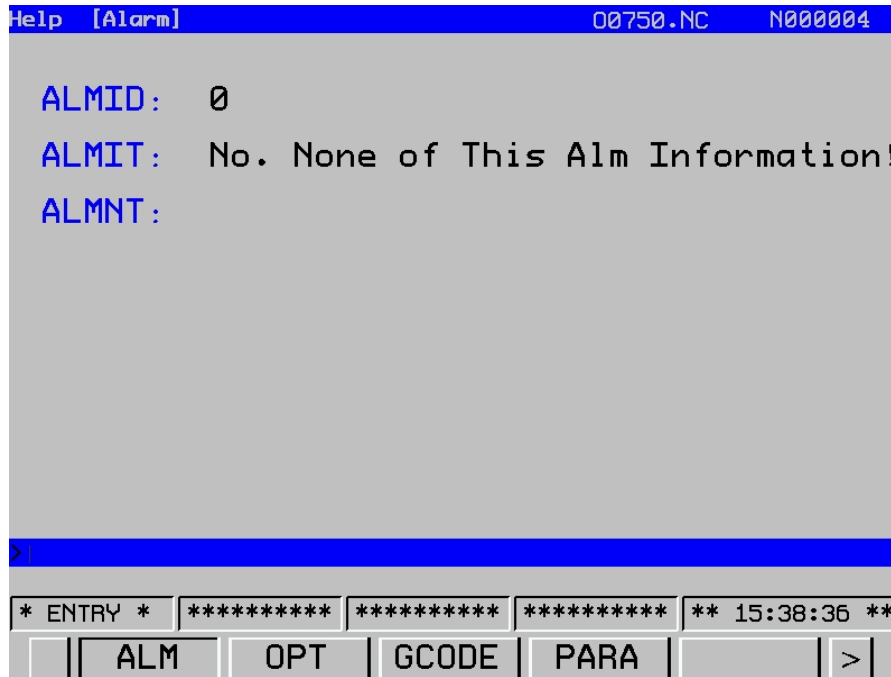 Help [Alarm] O0750.NC N000004
ALMID: 0
ALMIT: No. None of This Alm Information!
ALMNT:
>
* ENTRY * ********** ********** ********** ** 15:38:36 **
ALM OPT GCODE PARA >